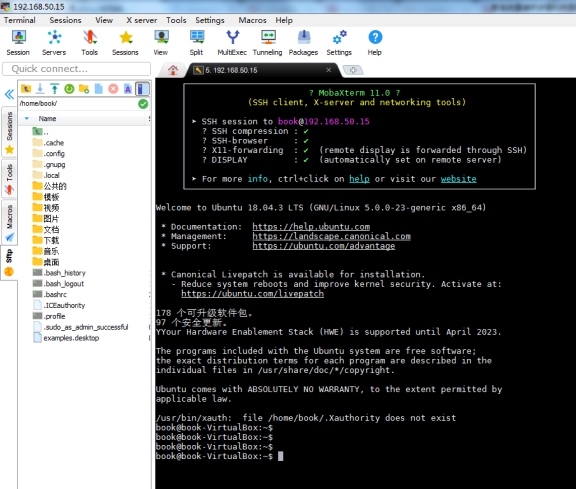 192.168.50.15
Terminal Sessions View X server Tools Settings Macros Help
Session Servers Tools Sessions View Split MultiExec Tunneling Packages Settings Help
Quick connect...
5. 192.168.50.15
/home/book/
Name
..
.cache
.config
.gnupg
.local
公共的
模板
视频
图片
文档
下载
音乐
桌面
.bash_history
.bash_logout
.bashrc
.ICEauthority
.profile
.sudo_as_admin_successful
examples.desktop
Sessions
Tools
Macros
Sftp
? MobaXterm 11.0 ?
(SSH client, X-server and networking tools)
➤ SSH session to book@192.168.50.15
? SSH compression : ✔
? SSH-browser : ✔
? X11-forwarding : ✔ (remote display is forwarded through SSH)
? DISPLAY : ✔ (automatically set on remote server)
➤ For more info, ctrl+click on help or visit our website
Welcome to Ubuntu 18.04.3 LTS (GNU/Linux 5.0.0-23-generic x86_64)
* Documentation: https://help.ubuntu.com
* Management: https://landscape.canonical.com
* Support: https://ubuntu.com/advantage
* Canonical Livepatch is available for installation.
- Reduce system reboots and improve kernel security. Activate at:
https://ubuntu.com/livepatch
178 个可升级软件包。
97 个安全更新。
YYour Hardware Enablement Stack (HWE) is supported until April 2023.
The programs included with the Ubuntu system are free software;
the exact distribution terms for each program are described in the
individual files in /usr/share/doc/*/copyright.
Ubuntu comes with ABSOLUTELY NO WARRANTY, to the extent permitted by
applicable law.
/usr/bin/xauth: file /home/book/.Xauthority does not exist
book@book-VirtualBox:~$
book@book-VirtualBox:~$
book@book-VirtualBox:~$
book@book-VirtualBox:~$